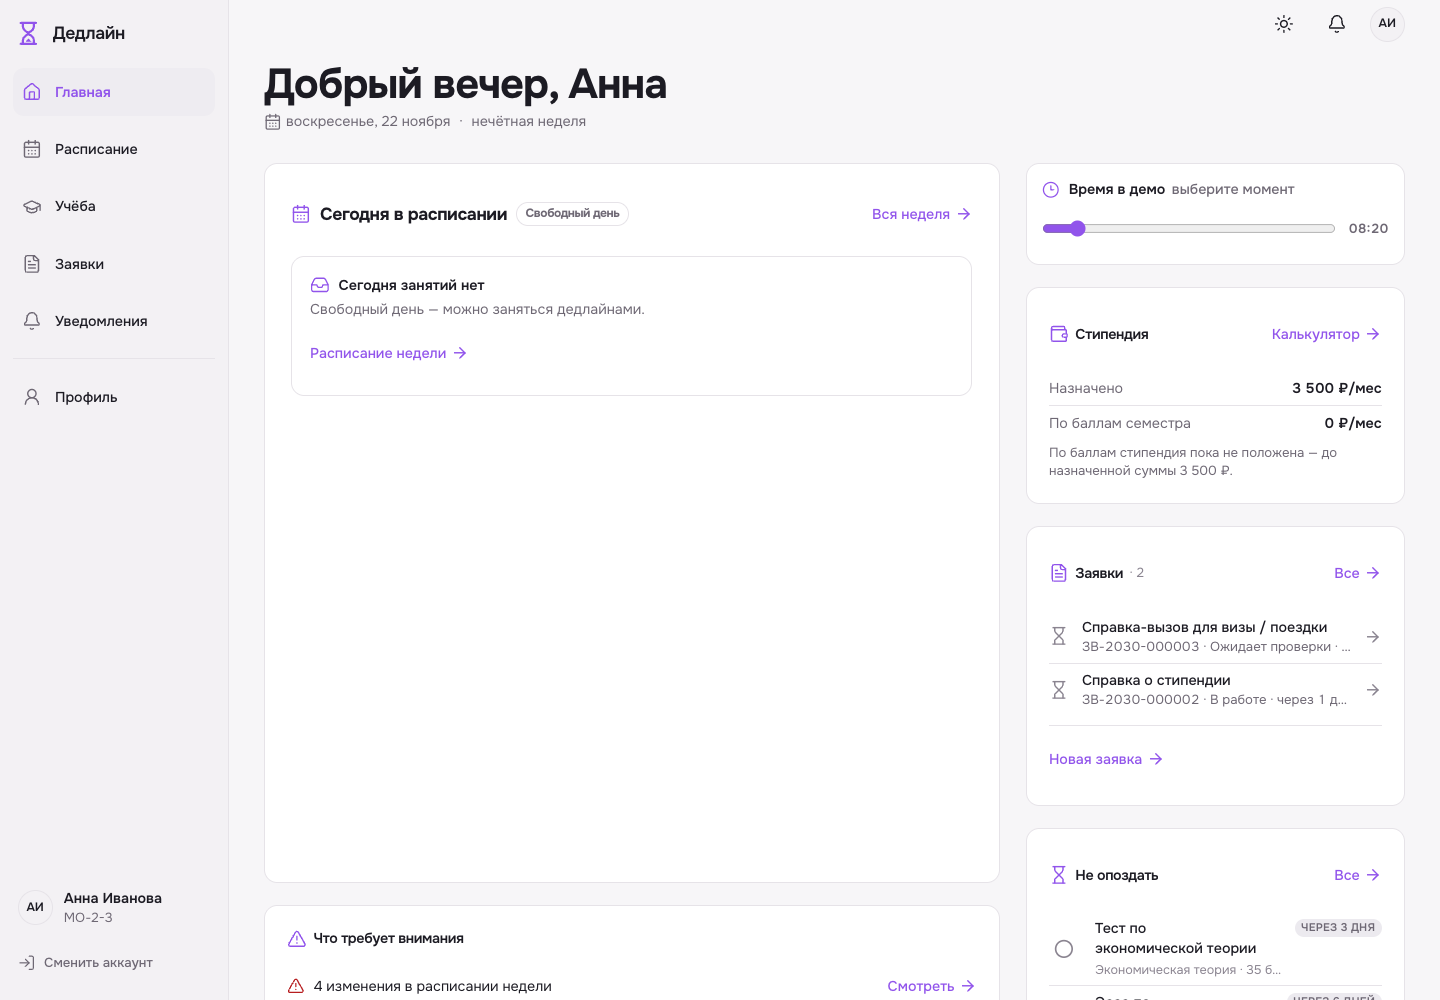 Дедлайн
Главная
Расписание
Учёба
Заявки
Уведомления
Профиль
АИ
Анна Иванова
МО-2-3
Сменить аккаунт
АИ
Добрый вечер, Анна
воскресенье, 22 ноября · нечётная неделя
Сегодня в расписании Свободный день Вся неделя
Сегодня занятий нет
Свободный день — можно заняться дедлайнами.
Расписание недели
Что требует внимания
4 изменения в расписании недели Смотреть
Время в демо выберите момент
08:20
Стипендия Калькулятор
Назначено 3 500 ₽/мес
По баллам семестра 0 ₽/мес
По баллам стипендия пока не положена — до
назначенной суммы 3 500 ₽.
Заявки · 2 Все
Справка-вызов для визы / поездки
ЗВ-2030-000003 · Ожидает проверки · ...
Справка о стипендии
ЗВ-2030-000002 · В работе · через 1 д...
Новая заявка
Не опоздать Все
Тест по ЧЕРЕЗ 3 ДНЯ
экономической теории
Экономическая теория · 35 б...